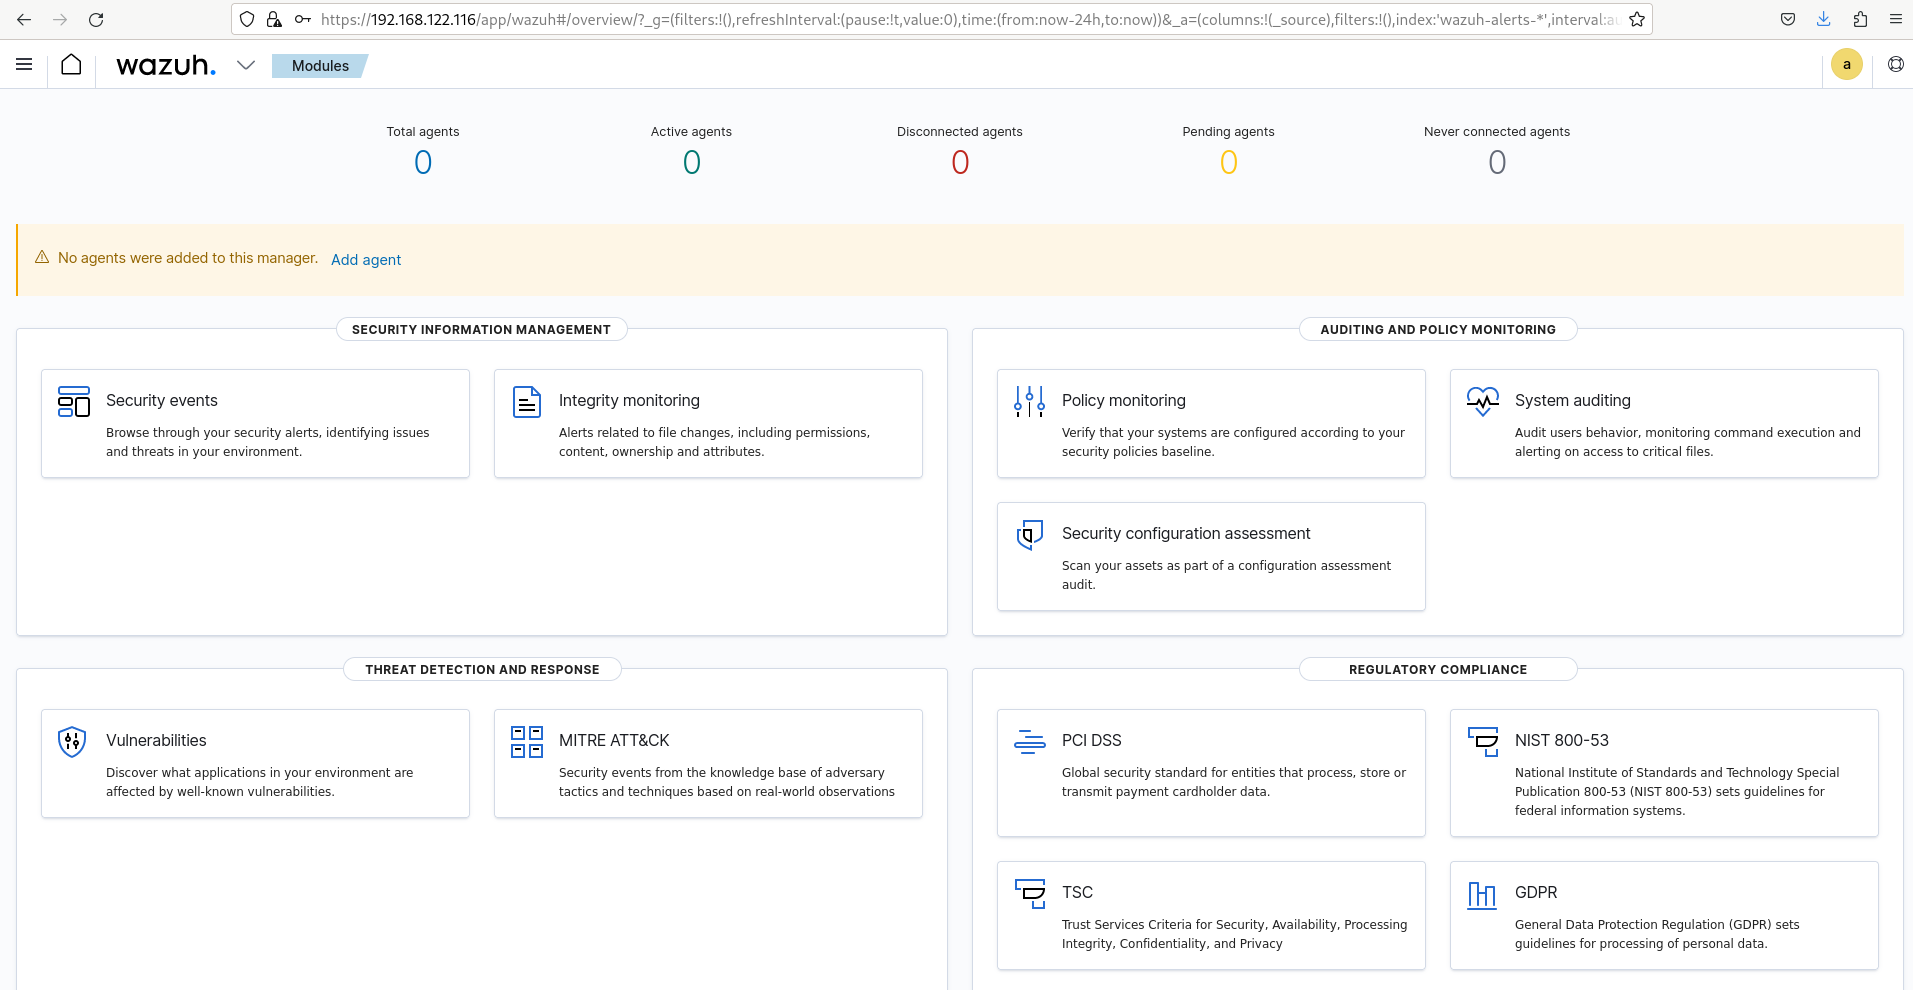 https://192.168.122.116/app/wazuh#/overview/?_g=(filters:!(),refreshInterval:(pause:!t,value:0),time:(from:now-24h,to:now))&_a=(columns:!(_source),filters:!(),index:'wazuh-alerts-*',interval:au
wazuh.
Modules
a
Total agents
0
Active agents
0
Disconnected agents
0
Pending agents
0
Never connected agents
0
No agents were added to this manager. Add agent
SECURITY INFORMATION MANAGEMENT
Security events
Browse through your security alerts, identifying issues
and threats in your environment.
Integrity monitoring
Alerts related to file changes, including permissions,
content, ownership and attributes.
AUDITING AND POLICY MONITORING
Policy monitoring
Verify that your systems are configured according to your
security policies baseline.
System auditing
Audit users behavior, monitoring command execution and
alerting on access to critical files.
Security configuration assessment
Scan your assets as part of a configuration assessment
audit.
THREAT DETECTION AND RESPONSE
Vulnerabilities
Discover what applications in your environment are
affected by well-known vulnerabilities.
MITRE ATT&CK
Security events from the knowledge base of adversary
tactics and techniques based on real-world observations
REGULATORY COMPLIANCE
PCI DSS
Global security standard for entities that process, store or
transmit payment cardholder data.
NIST 800-53
National Institute of Standards and Technology Special
Publication 800-53 (NIST 800-53) sets guidelines for
federal information systems.
TSC
Trust Services Criteria for Security, Availability, Processing
Integrity, Confidentiality, and Privacy
GDPR
General Data Protection Regulation (GDPR) sets
guidelines for processing of personal data.